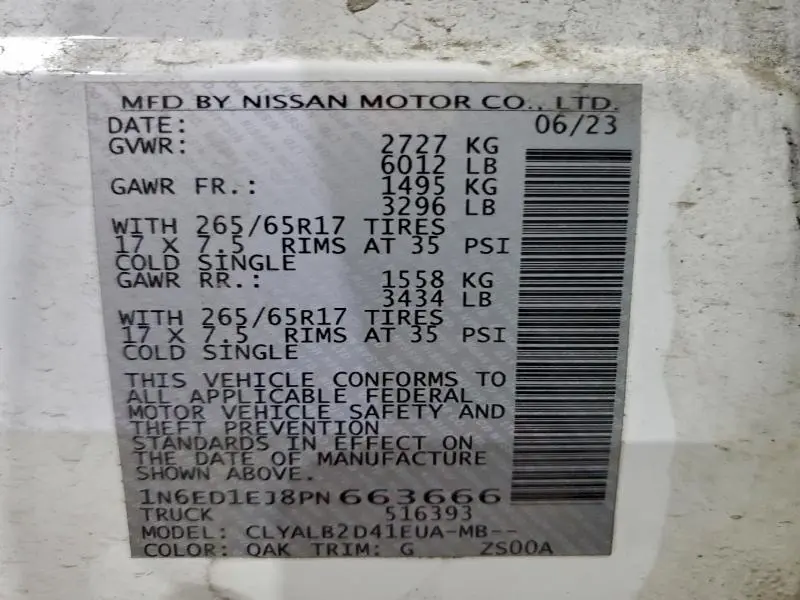 MFD BY NISSAN MOTOR CO., LTD.
DATE: 06/23
GVWR: 2727 KG
6012 LB
GAWR FR.: 1495 KG
3296 LB
WITH 265/65R17 TIRES
17 X 7.5 RIMS AT 35 PSI
COLD SINGLE
GAWR RR.: 1558 KG
3434 LB
WITH 265/65R17 TIRES
17 X 7.5 RIMS AT 35 PSI
COLD SINGLE
THIS VEHICLE CONFORMS TO
ALL APPLICABLE FEDERAL
MOTOR VEHICLE SAFETY AND
THEFT PREVENTION
STANDARDS IN EFFECT ON
THE DATE OF MANUFACTURE
SHOWN ABOVE.
1N6ED1EJ8PN663666
TRUCK 516393
MODEL: CLYALB2D41EUA-MB--
COLOR: QAK TRIM: G ZS00A